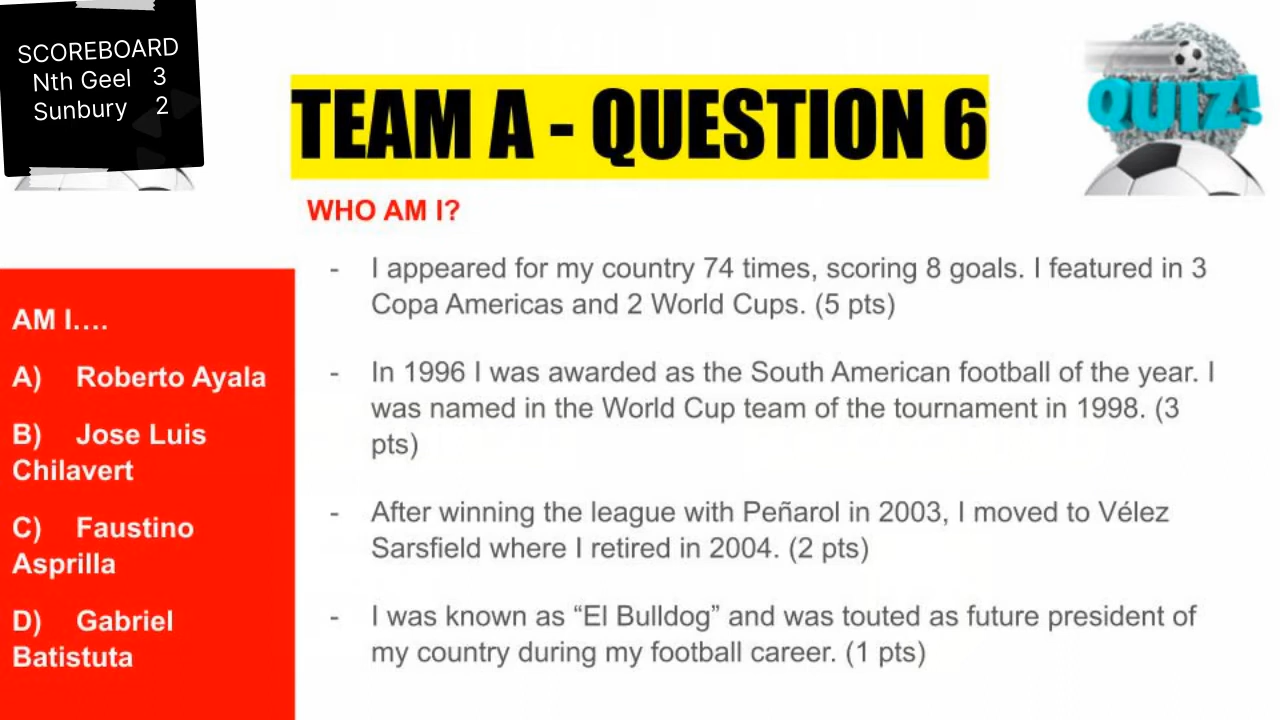 SCOREBOARD
Nth Geel 3
Sunbury 2
TEAM A - QUESTION 6
QUIZ!
WHO AM I?
- I appeared for my country 74 times, scoring 8 goals. I featured in 3
Copa Americas and 2 World Cups. (5 pts)
- In 1996 I was awarded as the South American football of the year. I
was named in the World Cup team of the tournament in 1998. (3
pts)
- After winning the league with Peñarol in 2003, I moved to Vélez
Sarsfield where I retired in 2004. (2 pts)
- I was known as “El Bulldog” and was touted as future president of
my country during my football career. (1 pts)
AM I....
A) Roberto Ayala
B) Jose Luis
Chilavert
C) Faustino
Asprilla
D) Gabriel
Batistuta